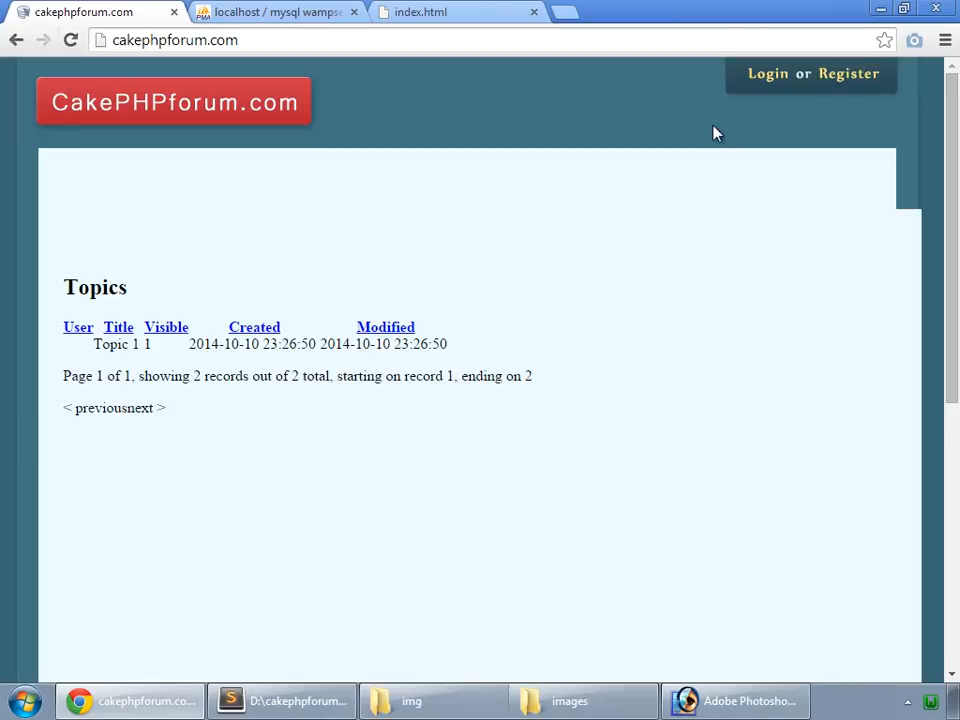 cakephpforum.com
localhost / mysql wampse
index.html
cakephpforum.com
Login or Register
CakePHPforum.com
Topics
User Title Visible Created Modified
Topic 1 1 2014-10-10 23:26:50 2014-10-10 23:26:50
Page 1 of 1, showing 2 records out of 2 total, starting on record 1, ending on 2
< previousnext >
cakephpforum.co...
D:\cakephpforum...
img
images
Adobe Photosho...